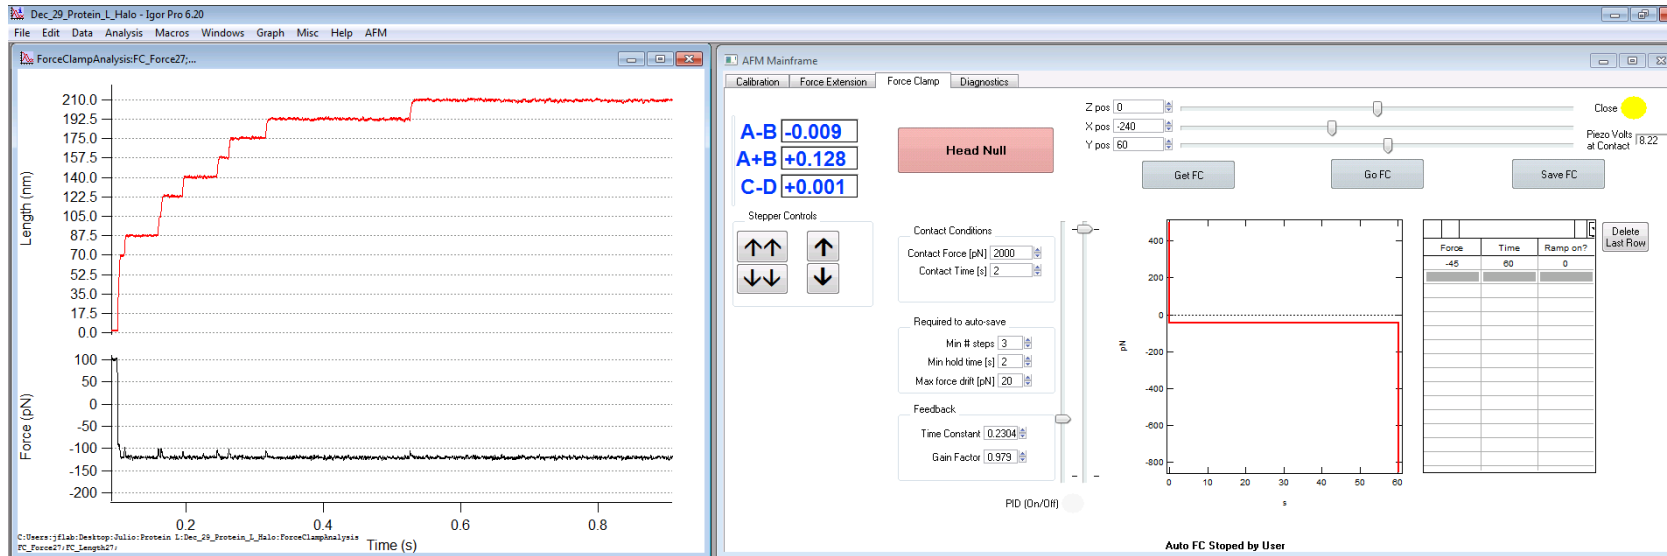 Dec_29_Protein_L_Halo - Igor Pro 6.20
File Edit Data Analysis Macros Windows Graph Misc Help AFM
ForceClampAnalysis:FC_Force27;...
210.0
192.5
175.0
157.5
140.0
122.5
105.0
87.5
70.0
52.5
35.0
17.5
0.0
Length (nm)
100
50
0
-50
-100
-150
-200
Force (pN)
0.2 0.4 0.6 0.8
Time (s)
C:Users:jflab:Desktop:Julio:Protein L:Dec_29_Protein_L_Halo:ForceClampAnalysis
FC_Force27;FC_Length27;
AFM Mainframe
Calibration Force Extension Force Clamp Diagnostics
A-B -0.009
A+B +0.128
C-D +0.001
Head Null
Z pos 0
X pos -240
Y pos 60
Close
Piezo Volts
at Contact 8.22
Get FC Go FC Save FC
Stepper Controls
Contact Conditions
Contact Force [pN] 2000
Contact Time [s] 2
Required to auto-save
Min # steps 3
Min hold time [s] 2
Max force drift [pN] 20
Feedback
Time Constant 0.2304
Gain Factor 0.979
PID (On/Off)
400
200
0
-200
-400
-600
-800
pN
0 10 20 30 40 50 60
s
Force Time Ramp on?
-45 60 0
Delete
Last Row
Auto FC Stoped by User